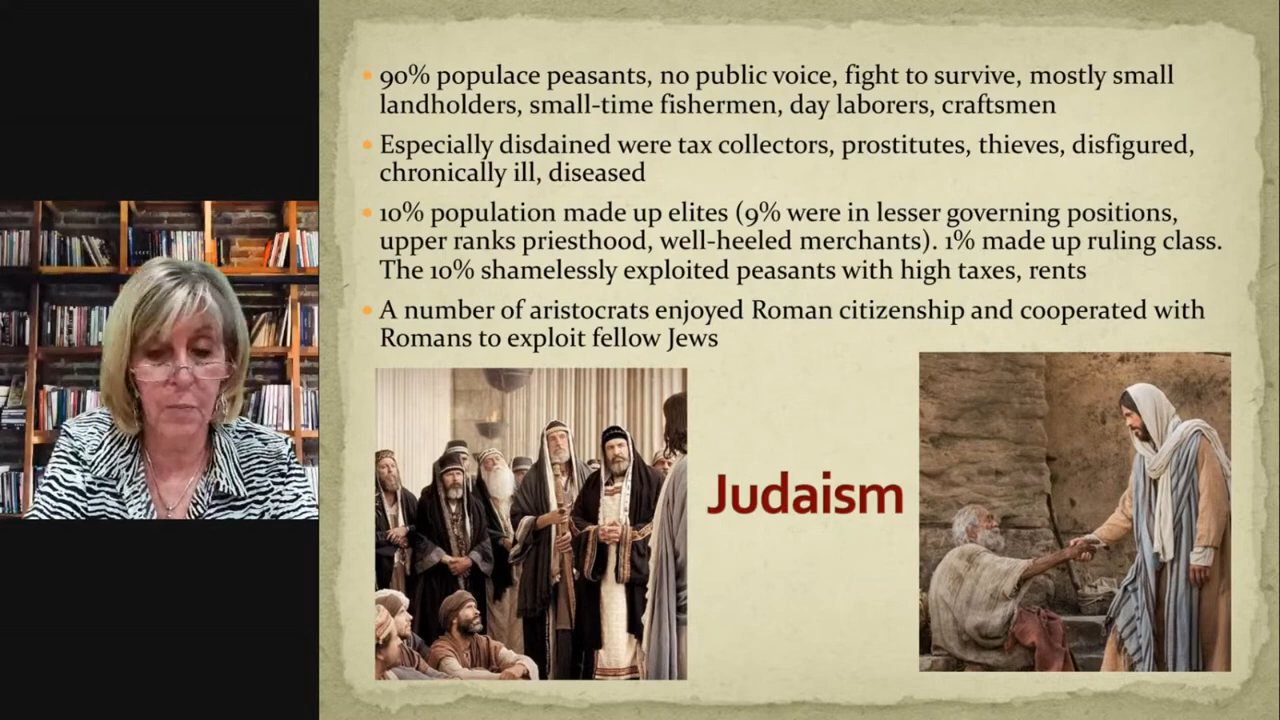 90% populace peasants, no public voice, fight to survive, mostly small
landholders, small-time fishermen, day laborers, craftsmen
Especially disdained were tax collectors, prostitutes, thieves, disfigured,
chronically ill, diseased
10% population made up elites (9% were in lesser governing positions,
upper ranks priesthood, well-heeled merchants). 1% made up ruling class.
The 10% shamelessly exploited peasants with high taxes, rents
A number of aristocrats enjoyed Roman citizenship and cooperated with
Romans to exploit fellow Jews
Judaism